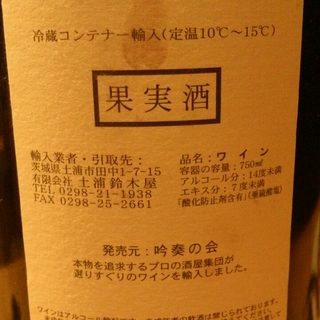 冷蔵コンテナー輸入(定温10℃〜15℃)
果実酒
輸入業者・引取先：
茨城県土浦市田中1-7-15
有限会社 土浦鈴木屋
TEL 0298-21-1938
FAX 0298-25-2661
品名：ワイン
容器の容量：750㎖
アルコール分：14度未満
エキス分：7度未満
「酸化防止剤含有」(亜硫酸塩)
発売元：吟奏の会
本物を追求するプロの酒屋集団が
選りすぐりのワインを輸入しました。